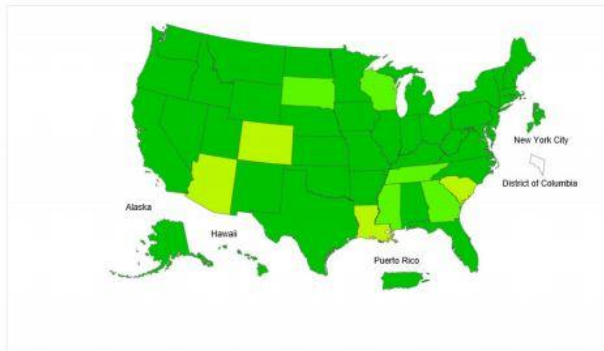 New York City
District of Columbia
Alaska
Hawaii
Puerto Rico